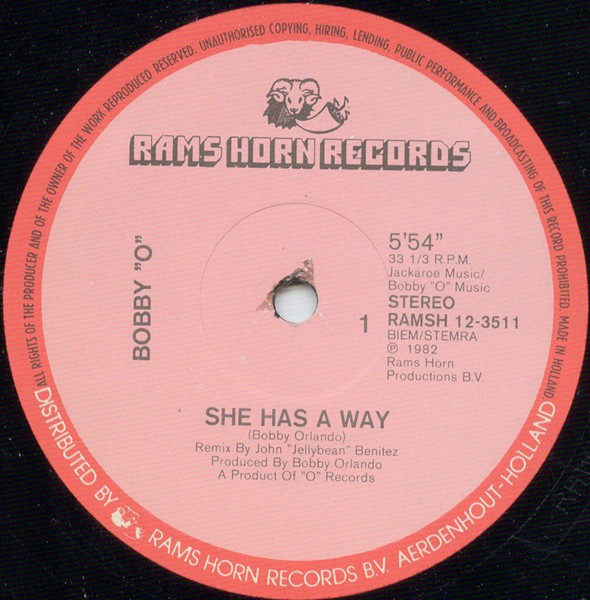 ALL RIGHTS OF THE PRODUCER AND OF THE OWNER OF THE WORK REPRODUCED RESERVED. UNAUTHORISED COPYING, HIRING, LENDING, PUBLIC PERFORMANCE AND BROADCASTING OF THIS RECORD PROHIBITED. MADE IN HOLLAND.
RAMS HORN RECORDS
BOBBY "O"
5'54"
33 1/3 R.P.M.
Jackaroe Music/
Bobby "O" Music
STEREO
RAMSH 12-3511
BIEM/STEMRA
℗ 1982
Rams Horn
Productions B.V.
1
SHE HAS A WAY
(Bobby Orlando)
Remix By John "Jellybean" Benitez
Produced By Bobby Orlando
A Product Of "O" Records
DISTRIBUTED BY RAMS HORN RECORDS B.V. AERDENHOUT-HOLLAND